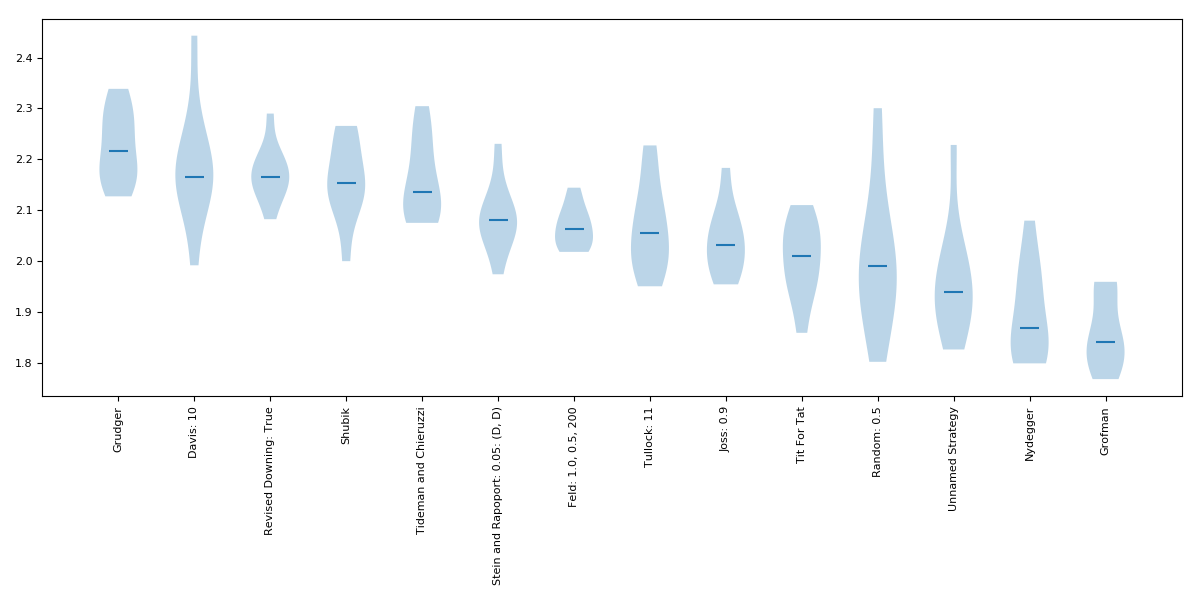 2.4
2.3
2.2
2.1
2.0
1.9
1.8
Grudger
Davis: 10
Revised Downing: True
Shubik
Tideman and Chieruzzi
Stein and Rapoport: 0.05: (D, D)
Feld: 1.0, 0.5, 200
Tullock: 11
Joss: 0.9
Tit For Tat
Random: 0.5
Unnamed Strategy
Nydegger
Grofman